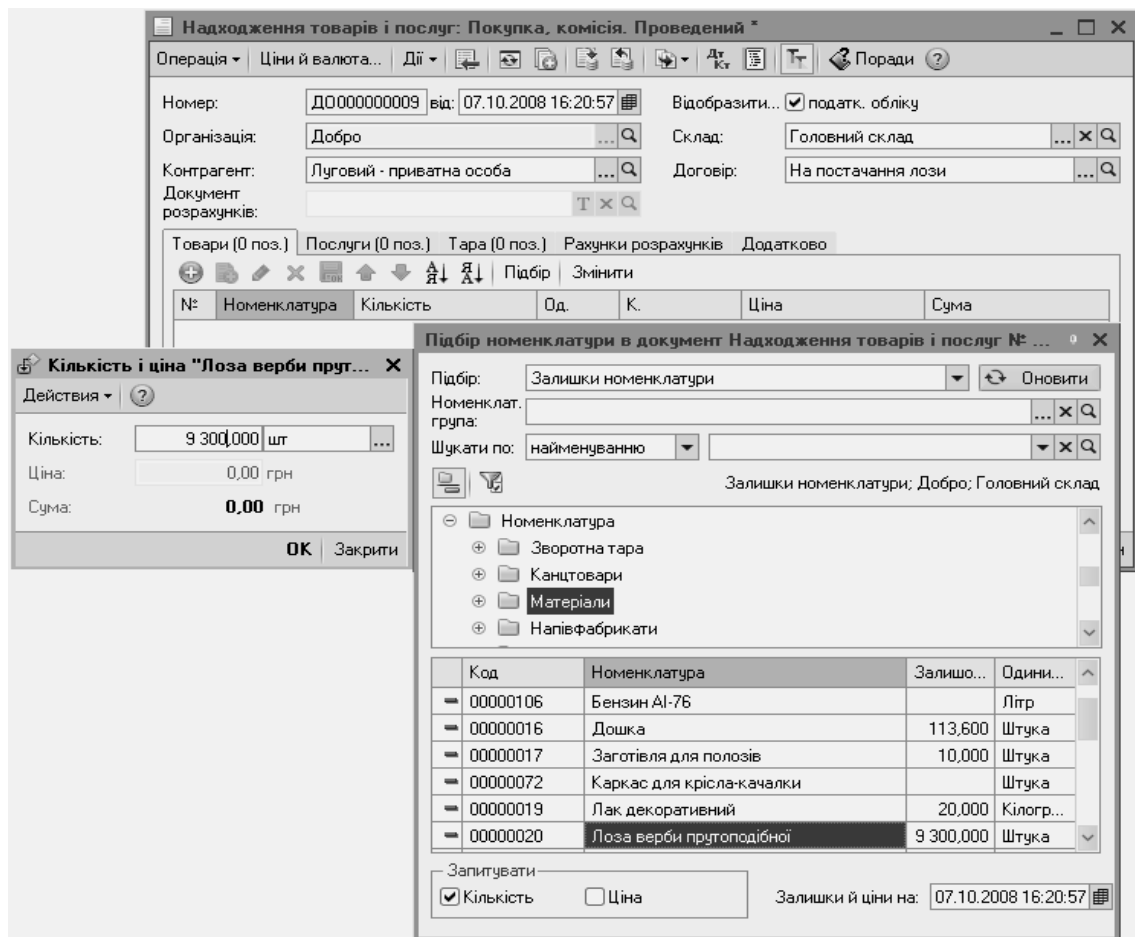 Надходження товарів і послуг: Покупка, комісія. Проведений *
Операція Ціни й валюта... Дії Дт Кт Тт Поради ?
Номер: ДО000000009 від: 07.10.2008 16:20:57 Відобразити... податк. обліку
Організація: Добро ... Склад: Головний склад ... x
Контрагент: Луговий - приватна особа ... Договір: На постачання лози ...
Документ
розрахунків: T x
Товари (0 поз.) Послуги (0 поз.) Тара (0 поз.) Рахунки розрахунків Додатково
Підбір Змінити
№ Номенклатура Кількість Од. К. Ціна Сума
Кількість і ціна "Лоза верби прут... X
Действия ?
Кількість: 9 300,000 шт ...
Ціна: 0,00 грн
Сума: 0,00 грн
OK Закрити
Підбір номенклатури в документ Надходження товарів і послуг № ...
Підбір: Залишки номенклатури Оновити
Номенклат.
група: ... x
Шукати по: найменуванню x
Залишки номенклатури; Добро; Головний склад
Номенклатура
Зворотна тара
Канцтовари
Матеріали
Напівфабрикати
Код Номенклатура Залишо... Одини...
00000106 Бензин АІ-76 Літр
00000016 Дошка 113,600 Штука
00000017 Заготівля для полозів 10,000 Штука
00000072 Каркас для крісла-качалки Штука
00000019 Лак декоративний 20,000 Кілогр...
00000020 Лоза верби прутоподібної 9 300,000 Штука
Запитувати
Кількість Ціна Залишки й ціни на: 07.10.2008 16:20:57